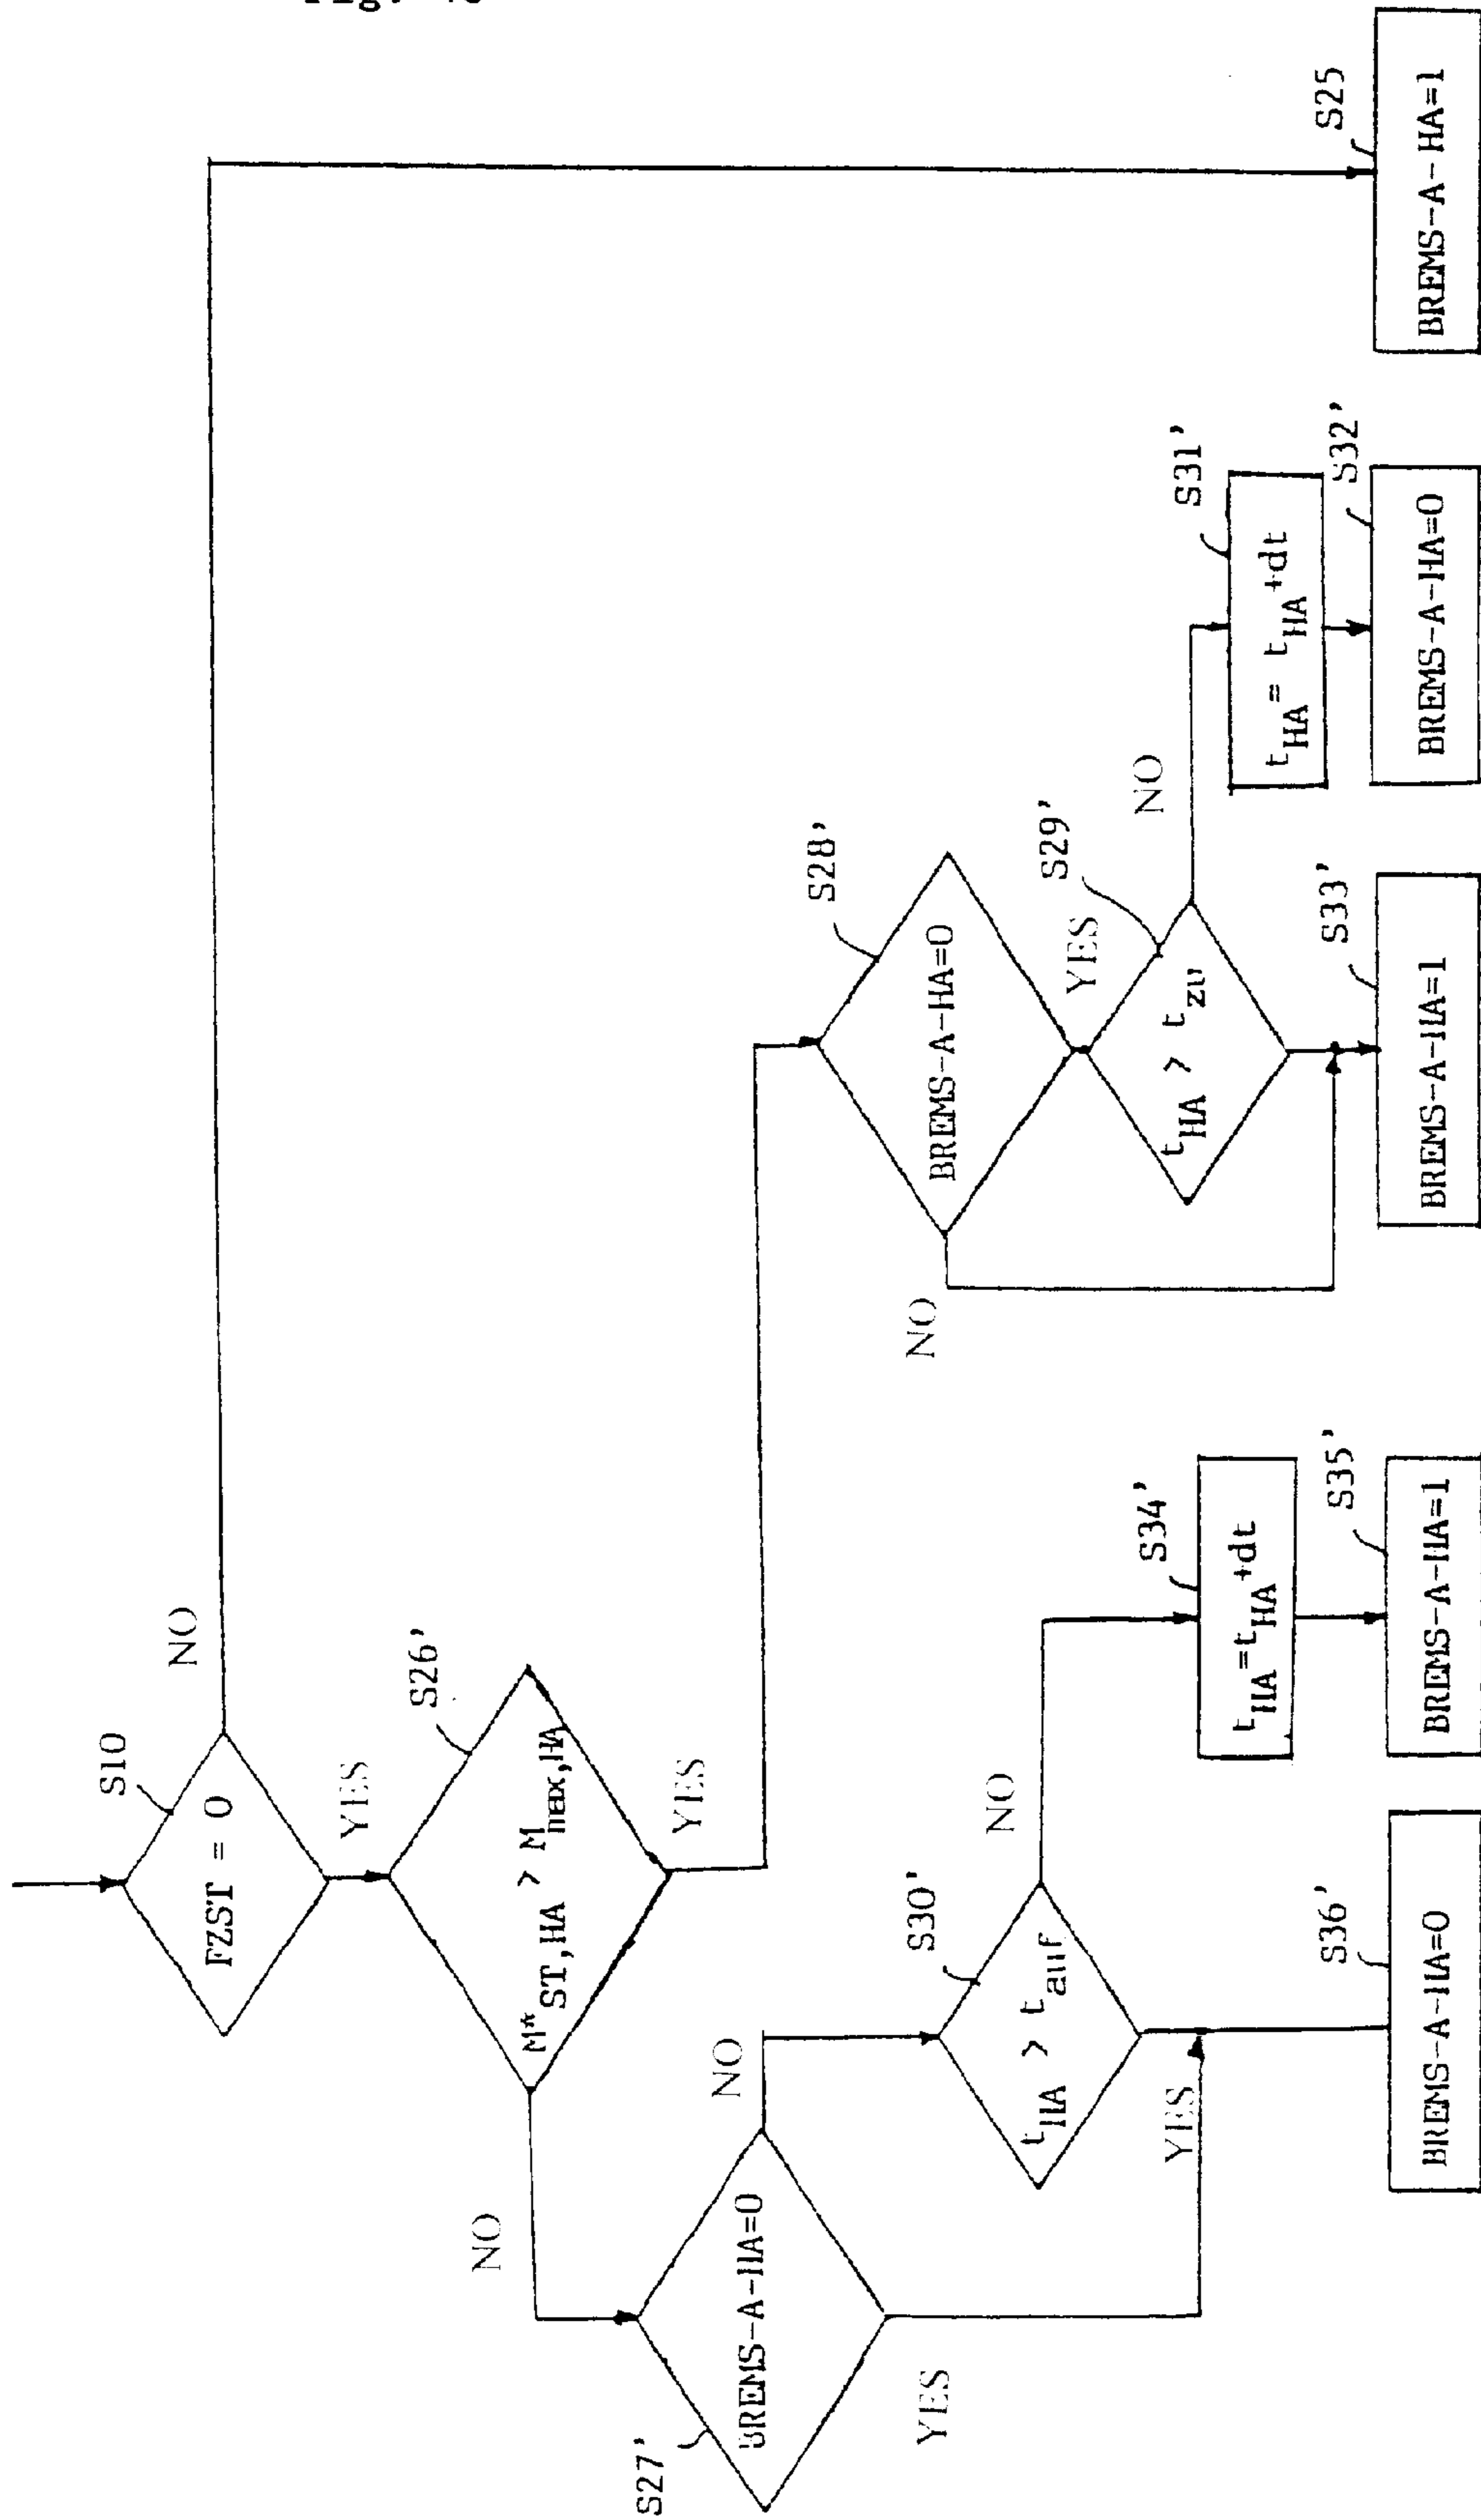 S10
FZST = 0
NO
YES
S26'
M*ST,HA > Mmax,HA
NO
YES
S27'
BREMS-A-HA=0
NO
YES
S28'
BREMS-A-HA=0
NO
YES
S30'
tHA > tauf
NO
YES
S29'
tHA > tzu
NO
S34'
tHA=tHA+dt
S31'
tHA= tHA+dt
S36'
BREMS-A-HA=0
S35'
BREMS-A-HA=1
S33'
BREMS-A-HA=1
S32'
BREMS-A-HA=0
S25
BREMS-A-HA=1